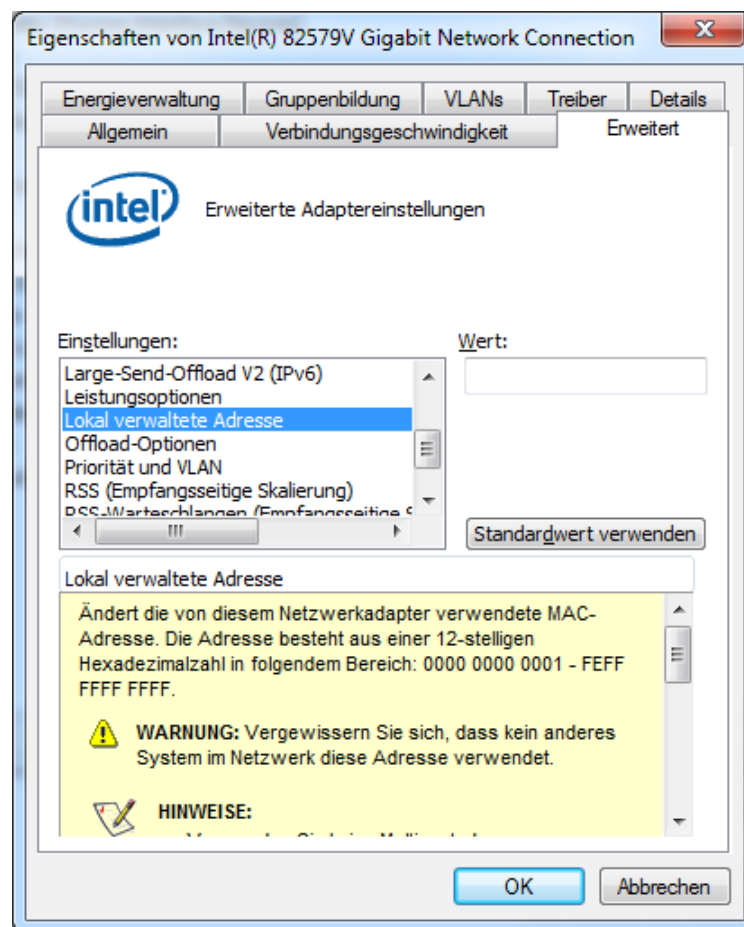 Eigenschaften von Intel(R) 82579V Gigabit Network Connection
Energieverwaltung Gruppenbildung VLANs Treiber Details
Allgemein Verbindungsgeschwindigkeit Erweitert
intel
Erweiterte Adaptereinstellungen
Einstellungen:
Wert:
Large-Send-Offload V2 (IPv6)
Leistungsoptionen
Lokal verwaltete Adresse
Offload-Optionen
Priorität und VLAN
RSS (Empfangsseitige Skalierung)
RSS-Warteschlangen (Empfangsseitige
Standardwert verwenden
Lokal verwaltete Adresse
Ändert die von diesem Netzwerkadapter verwendete MAC-
Adresse. Die Adresse besteht aus einer 12-stelligen
Hexadezimalzahl in folgendem Bereich: 0000 0000 0001 - FEFF
FFFF FFFF.
WARNUNG: Vergewissern Sie sich, dass kein anderes
System im Netzwerk diese Adresse verwendet.
HINWEISE:
OK Abbrechen